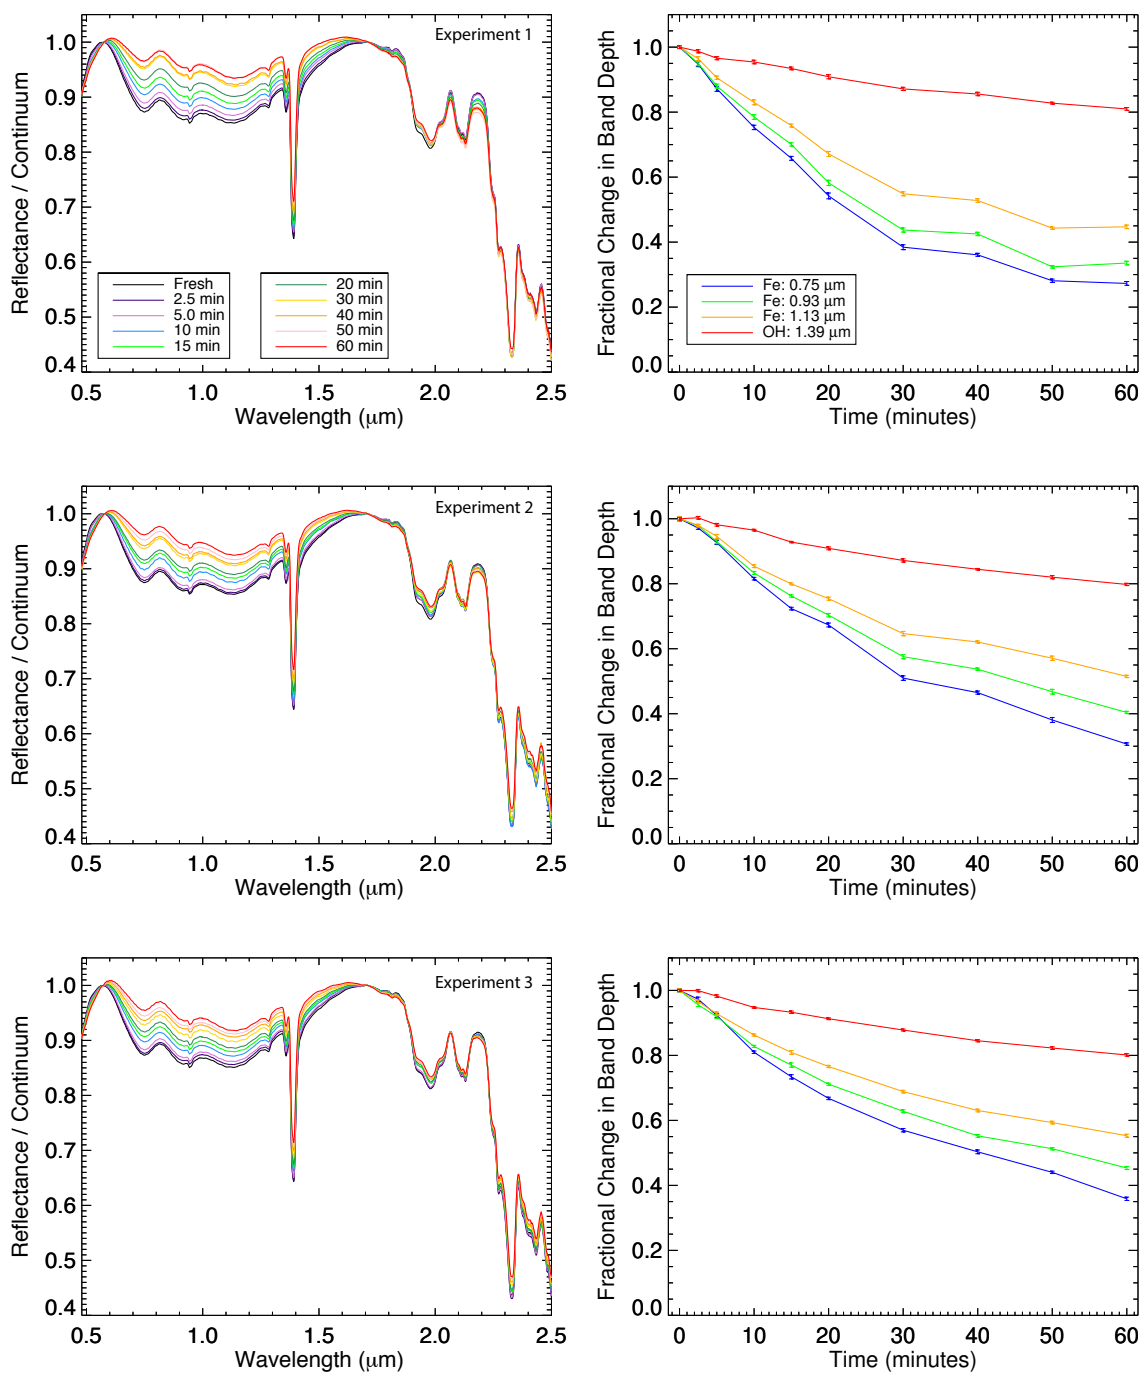 Experiment 1
Reflectance / Continuum
1.0
0.9
0.8
0.7
0.6
0.5
0.4
Fresh
2.5 min
5.0 min
10 min
15 min
20 min
30 min
40 min
50 min
60 min
0.5 1.0 1.5 2.0 2.5
Wavelength (μm)
Fractional Change in Band Depth
1.0
0.8
0.6
0.4
0.2
0.0
Fe: 0.75 μm
Fe: 0.93 μm
Fe: 1.13 μm
OH: 1.39 μm
0 10 20 30 40 50 60
Time (minutes)
Experiment 2
Reflectance / Continuum
1.0
0.9
0.8
0.7
0.6
0.5
0.4
0.5 1.0 1.5 2.0 2.5
Wavelength (μm)
Fractional Change in Band Depth
1.0
0.8
0.6
0.4
0.2
0.0
0 10 20 30 40 50 60
Time (minutes)
Experiment 3
Reflectance / Continuum
1.0
0.9
0.8
0.7
0.6
0.5
0.4
0.5 1.0 1.5 2.0 2.5
Wavelength (μm)
Fractional Change in Band Depth
1.0
0.8
0.6
0.4
0.2
0.0
0 10 20 30 40 50 60
Time (minutes)